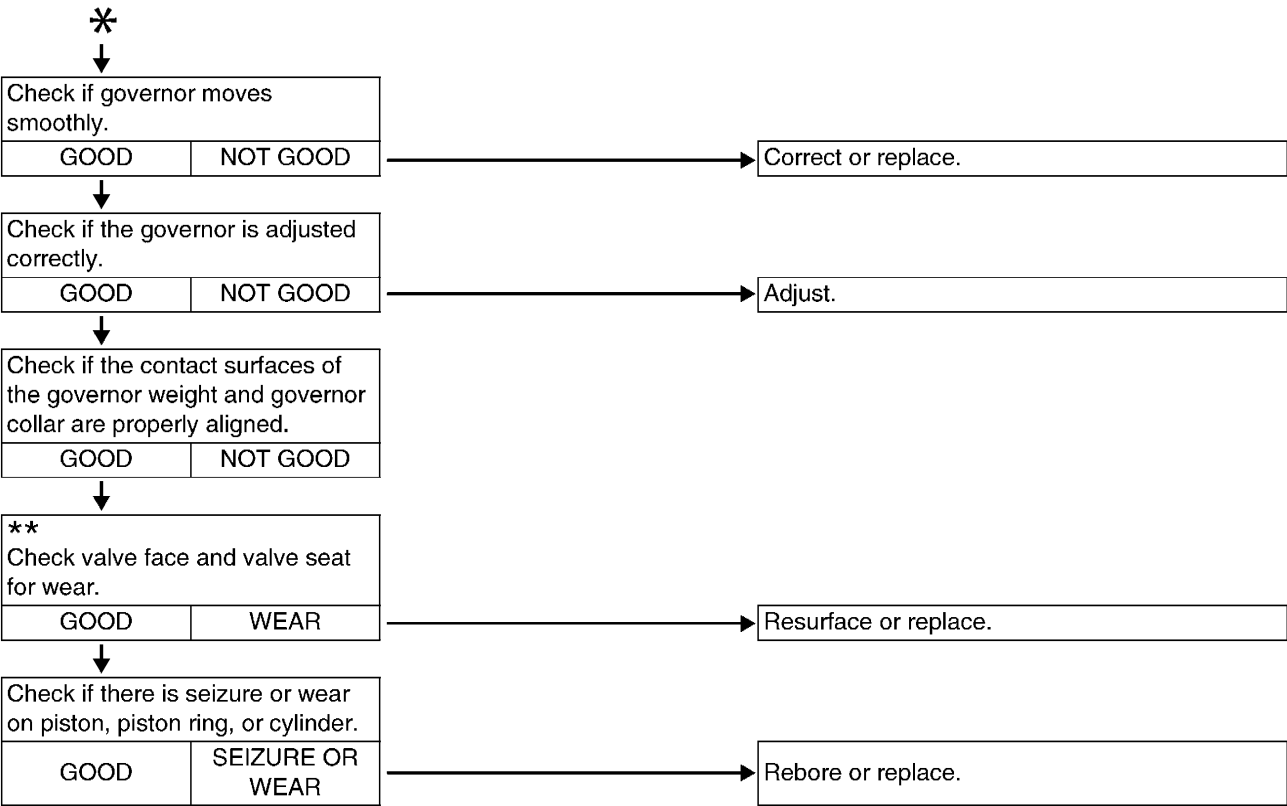 *
Check if governor moves
smoothly.
GOOD NOT GOOD
Correct or replace.
Check if the governor is adjusted
correctly.
GOOD NOT GOOD
Adjust.
Check if the contact surfaces of
the governor weight and governor
collar are properly aligned.
GOOD NOT GOOD
**
Check valve face and valve seat
for wear.
GOOD WEAR
Resurface or replace.
Check if there is seizure or wear
on piston, piston ring, or cylinder.
GOOD
SEIZURE OR
WEAR
Rebore or replace.